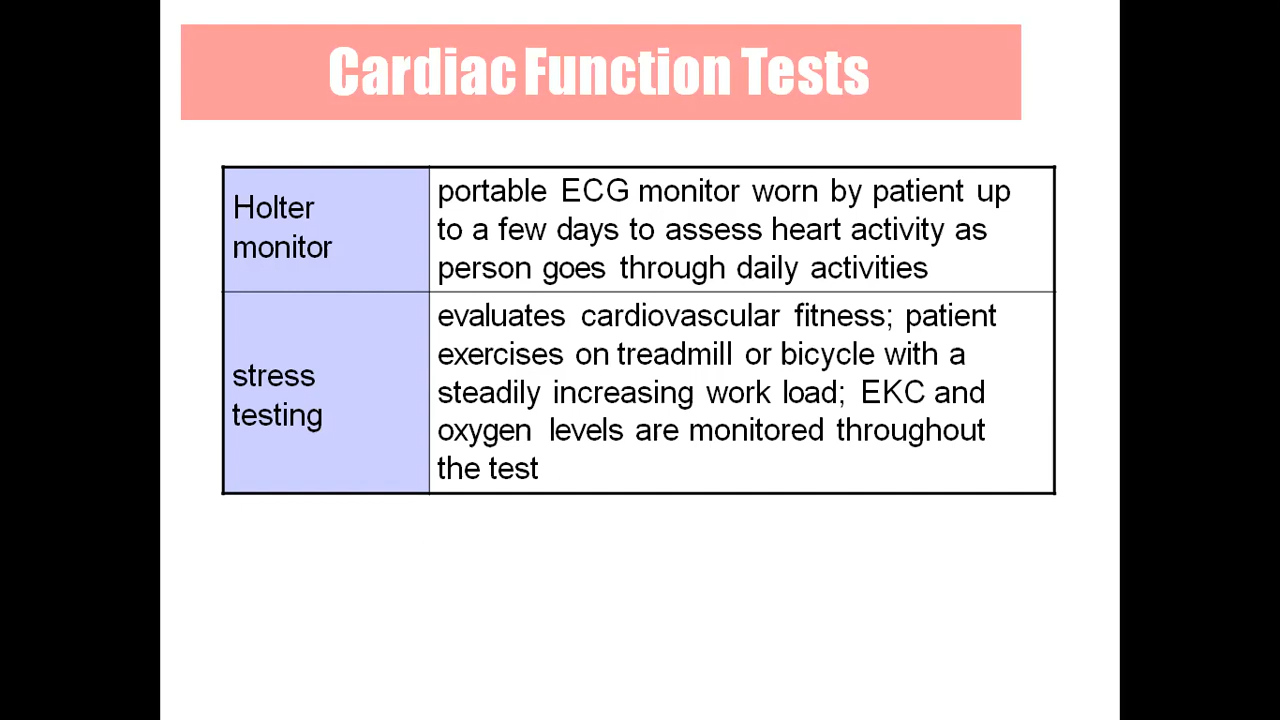 Cardiac Function Tests
Holter
monitor
portable ECG monitor worn by patient up
to a few days to assess heart activity as
person goes through daily activities
stress
testing
evaluates cardiovascular fitness; patient
exercises on treadmill or bicycle with a
steadily increasing work load; EKC and
oxygen levels are monitored throughout
the test